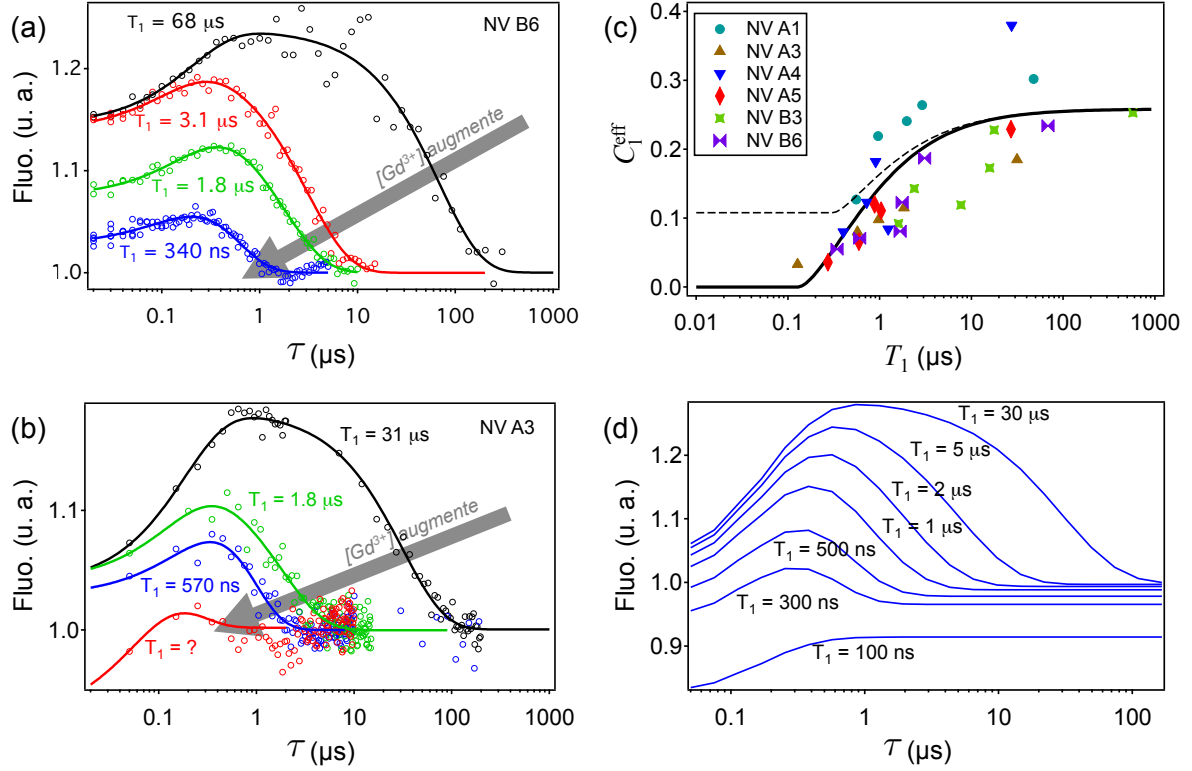 (a)
NV B6
T₁ = 68 µs
T₁ = 3.1 µs
T₁ = 1.8 µs
T₁ = 340 ns
[Gd³⁺] augmente
Fluo. (u. a.)
1.2
1.1
1.0
0.1
1
10
100
1000
τ (µs)
(c)
NV A1
NV A3
NV A4
NV A5
NV B3
NV B6
C₁ᵉᶠᶠ
0.4
0.3
0.2
0.1
0.0
0.01
0.1
1
10
100
1000
T₁ (µs)
(b)
NV A3
T₁ = 31 µs
T₁ = 1.8 µs
T₁ = 570 ns
T₁ = ?
[Gd³⁺] augmente
Fluo. (u. a.)
1.1
1.0
0.1
1
10
100
1000
τ (µs)
(d)
T₁ = 30 µs
T₁ = 5 µs
T₁ = 2 µs
T₁ = 1 µs
T₁ = 500 ns
T₁ = 300 ns
T₁ = 100 ns
Fluo. (u. a.)
1.2
1.1
1.0
0.9
0.1
1
10
100
τ (µs)